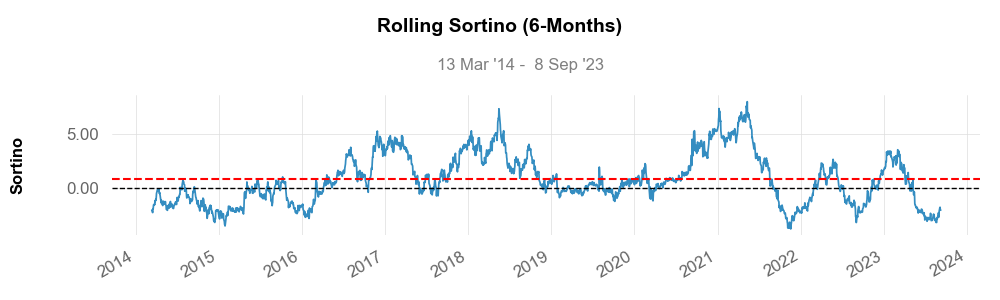 Rolling Sortino (6-Months)
13 Mar '14 - 8 Sep '23
Sortino
5.00
0.00
2014 2015 2016 2017 2018 2019 2020 2021 2022 2023 2024